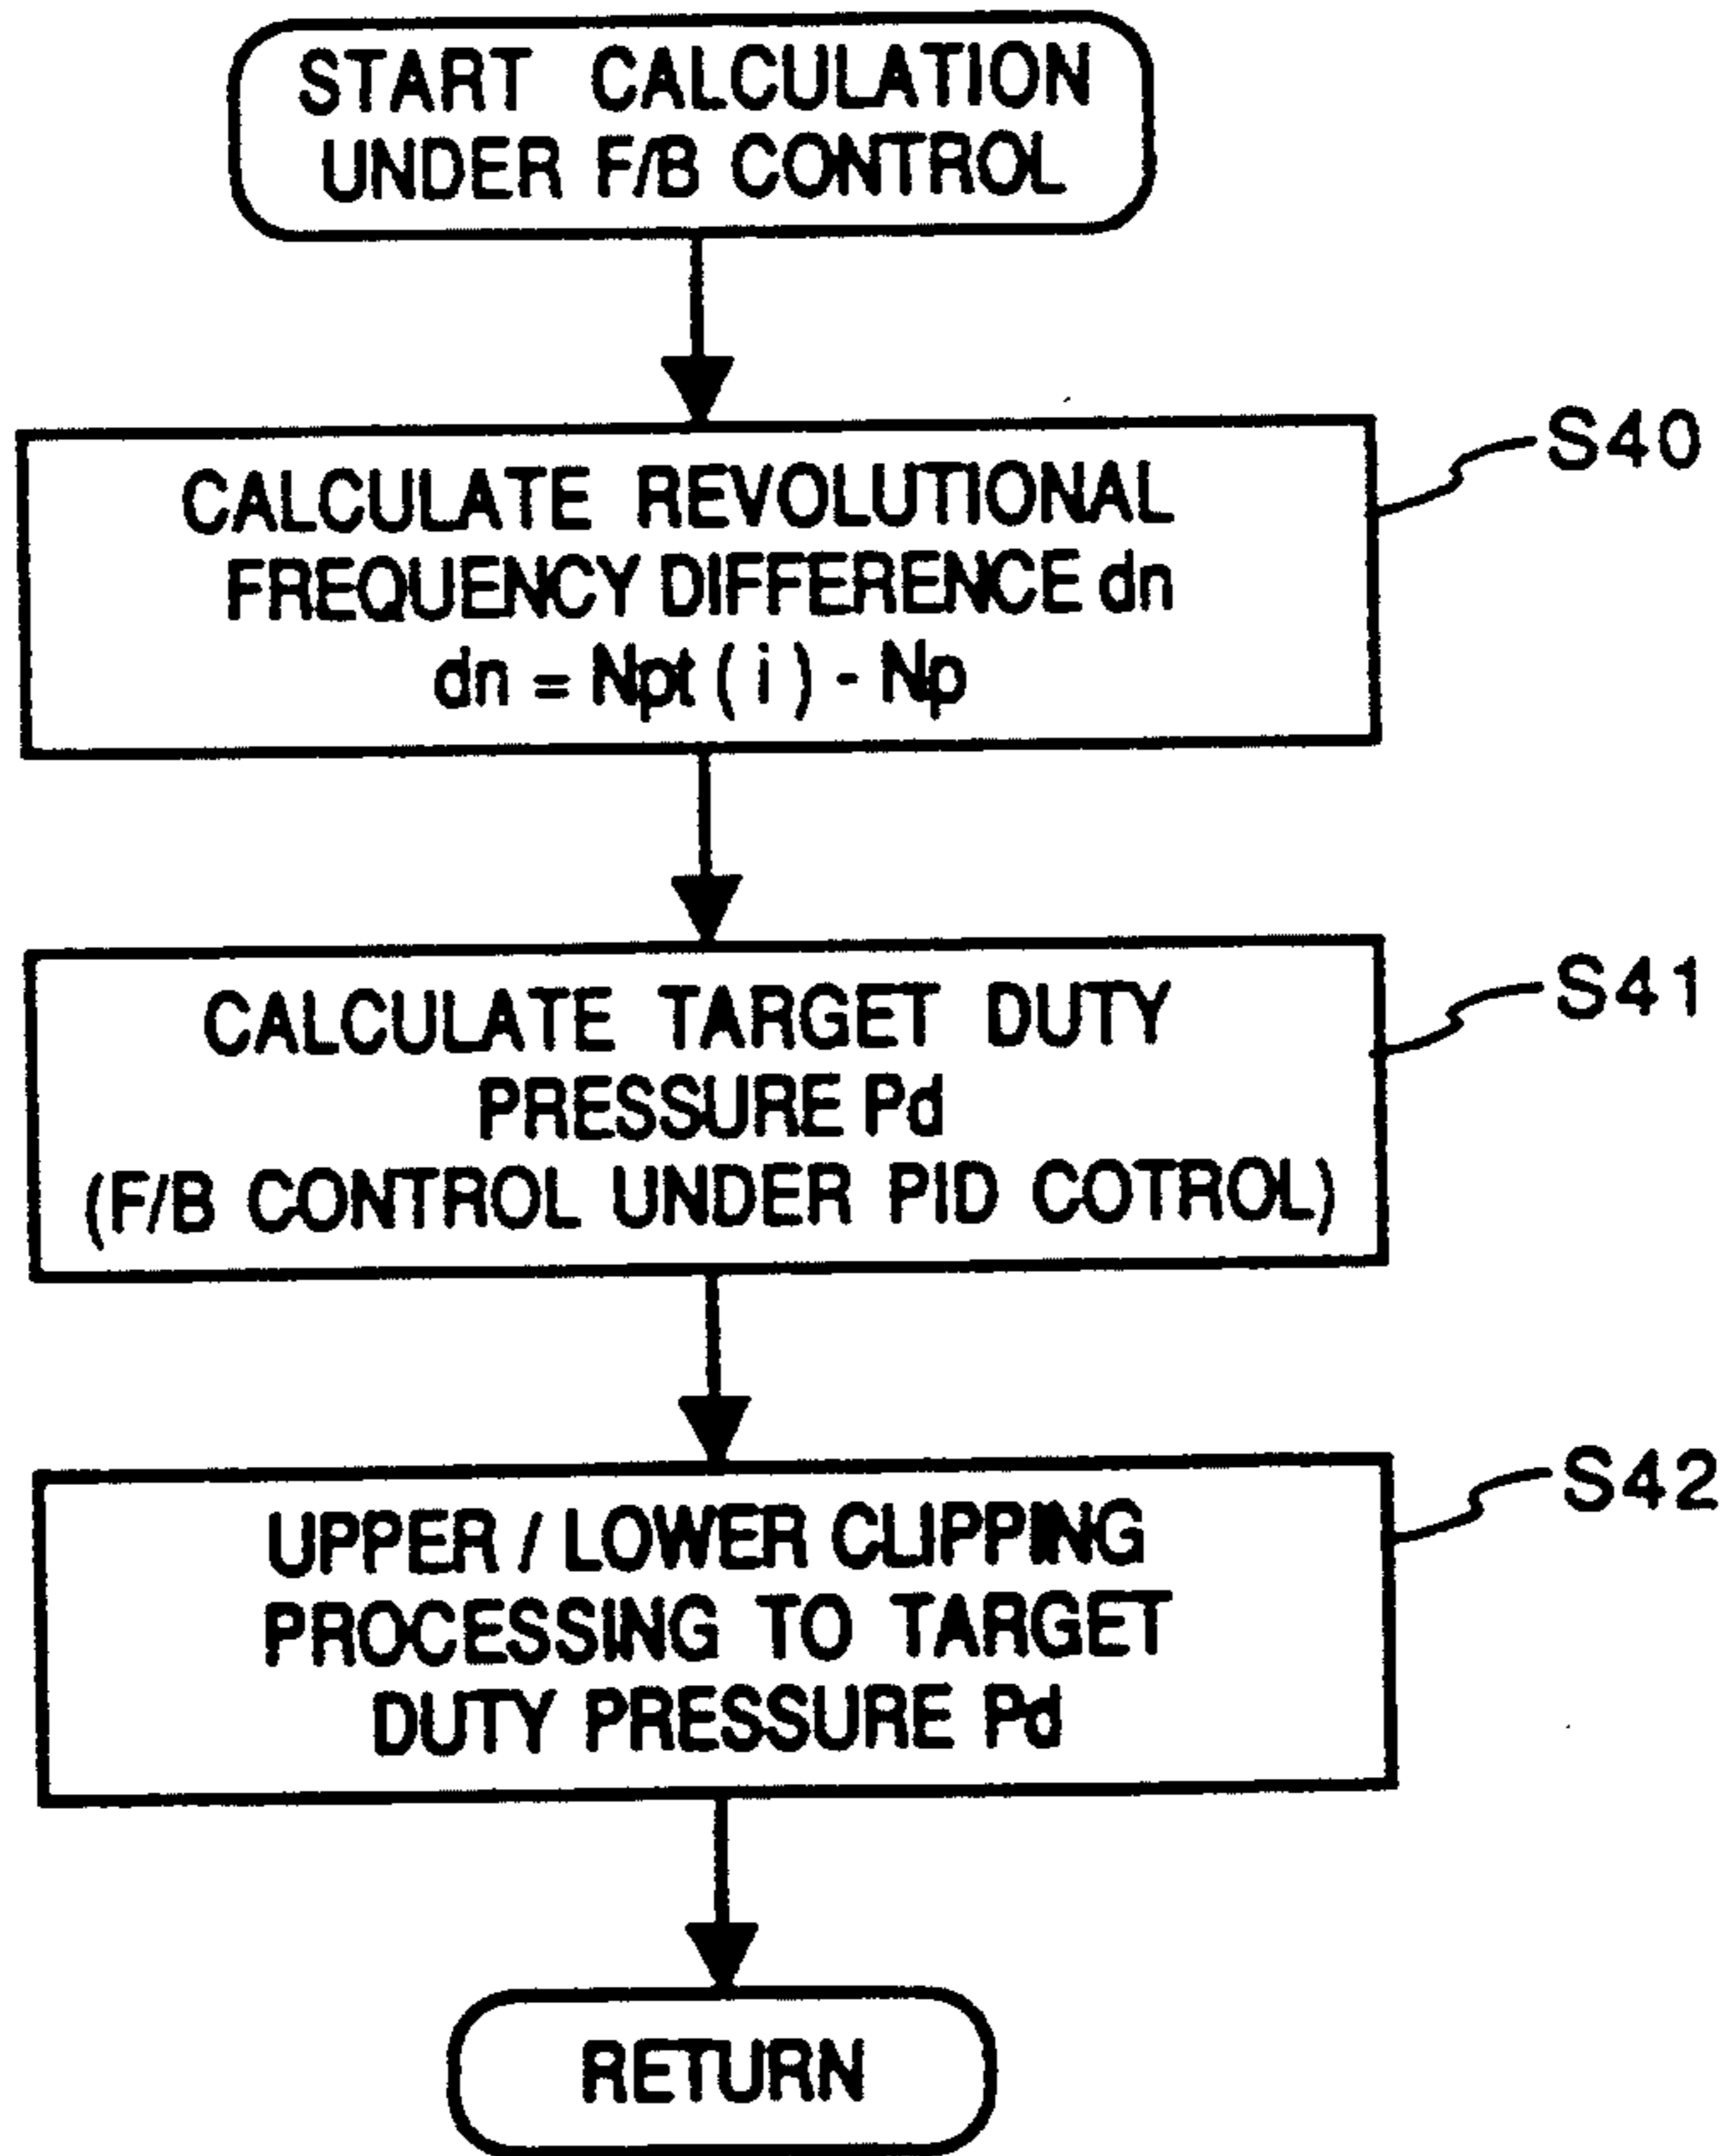 START CALCULATION
UNDER F/B CONTROL
S40
CALCULATE REVOLUTIONAL
FREQUENCY DIFFERENCE dn
dn = Npt ( i ) - Np
S41
CALCULATE TARGET DUTY
PRESSURE Pd
(F/B CONTROL UNDER PID COTROL)
S42
UPPER / LOWER CLIPPING
PROCESSING TO TARGET
DUTY PRESSURE Pd
RETURN